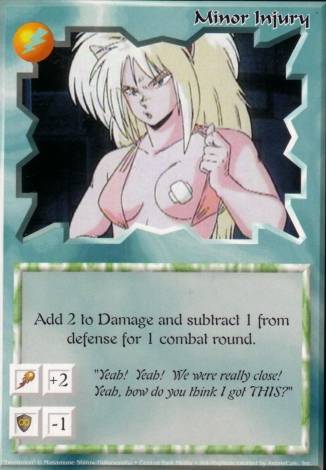 Minor Injury
Add 2 to Damage and subtract 1 from
defense for 1 combat round.
+2
"Yeah! Yeah! We were really close!
Yeah, how do you think I got THIS?"
-1